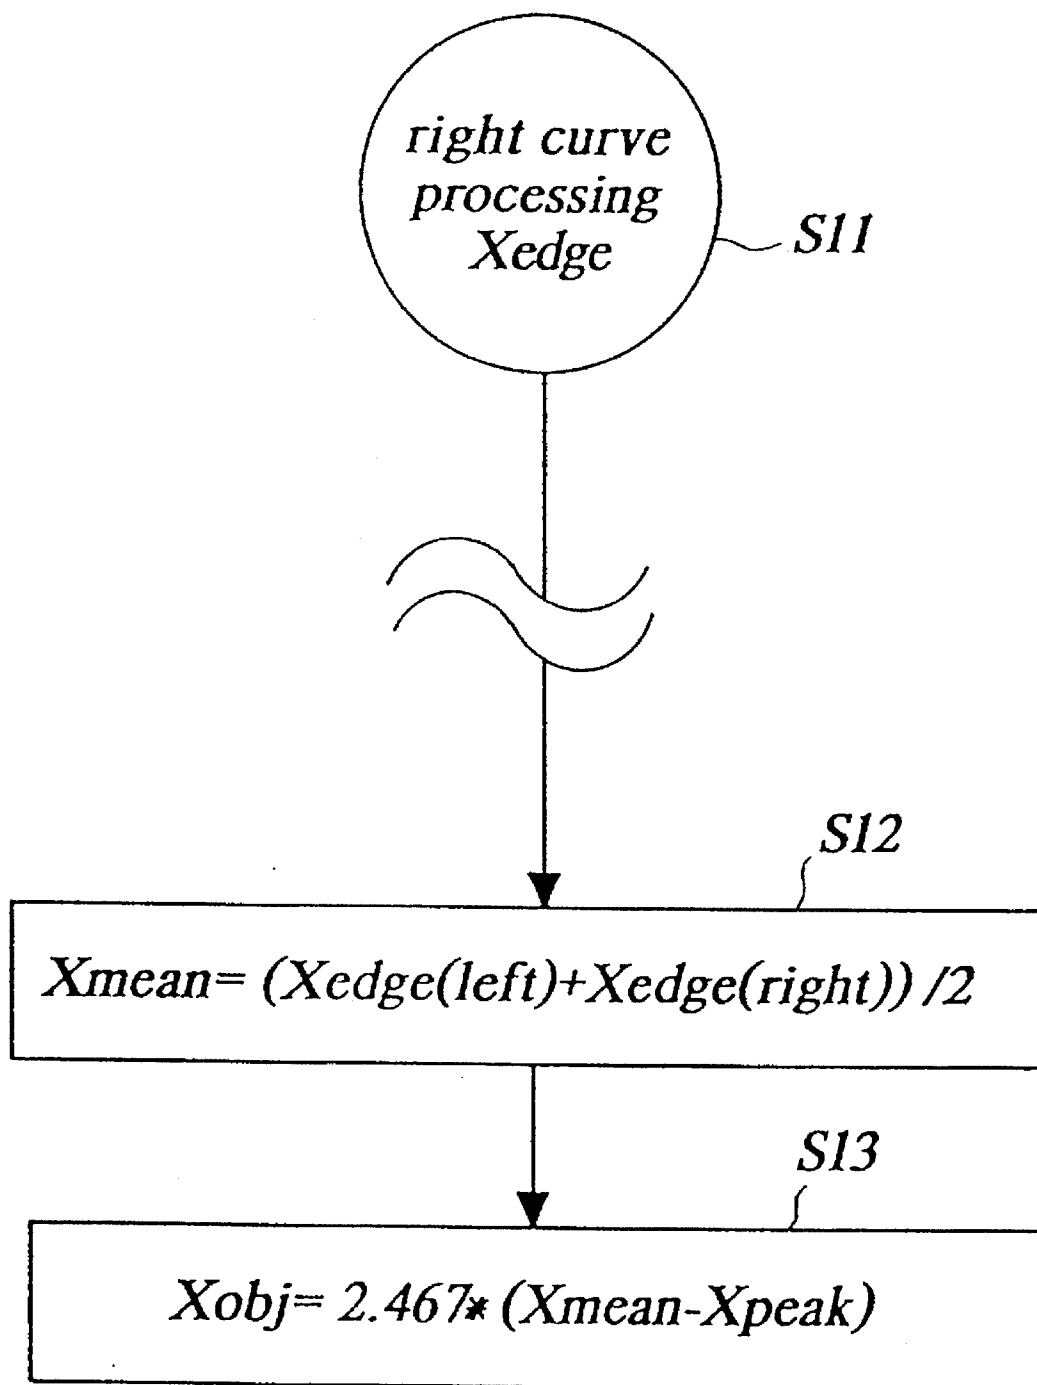 right curve
processing
Xedge
S11
S12
Xmean= (Xedge(left)+Xedge(right)) /2
S13
Xobj= 2.467* (Xmean-Xpeak)